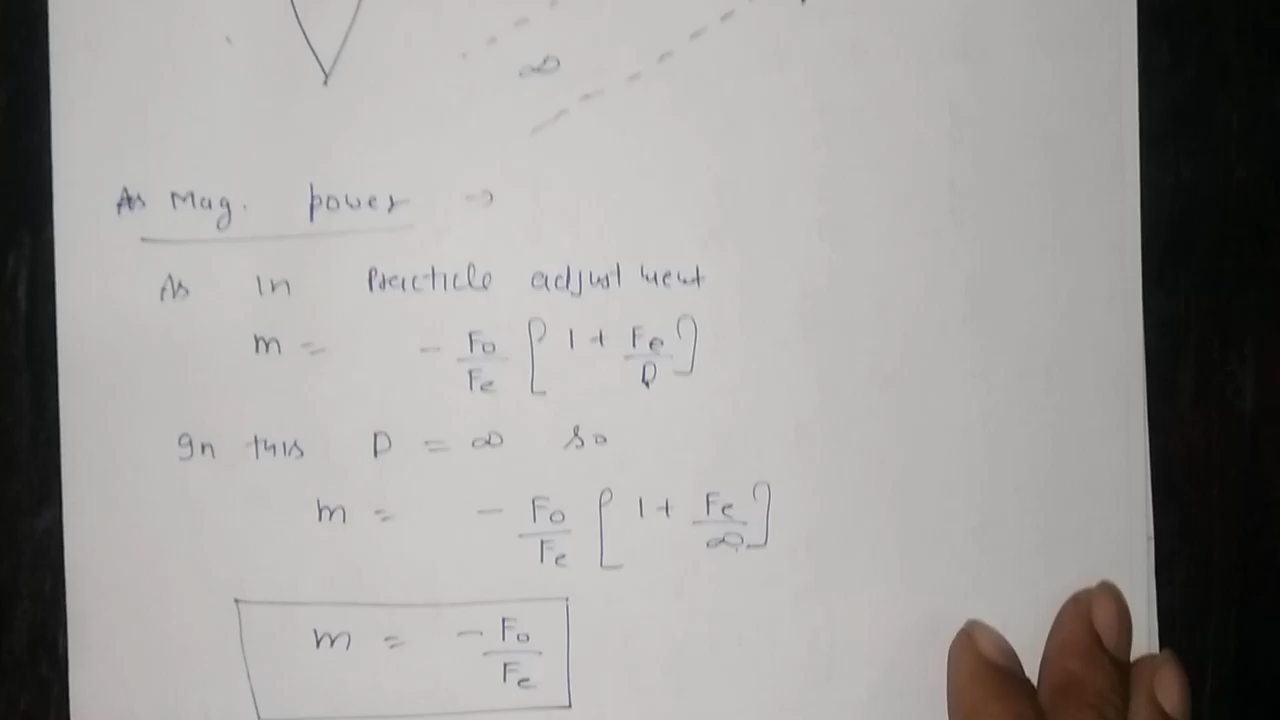 ∞
As Mag. power →
As in Practicle adjustment
m = - Fo/Fe [ 1 + Fe/D ]
In this D = ∞ so
m = - Fo/Fe [ 1 + Fe/∞ ]
m = - Fo/Fe